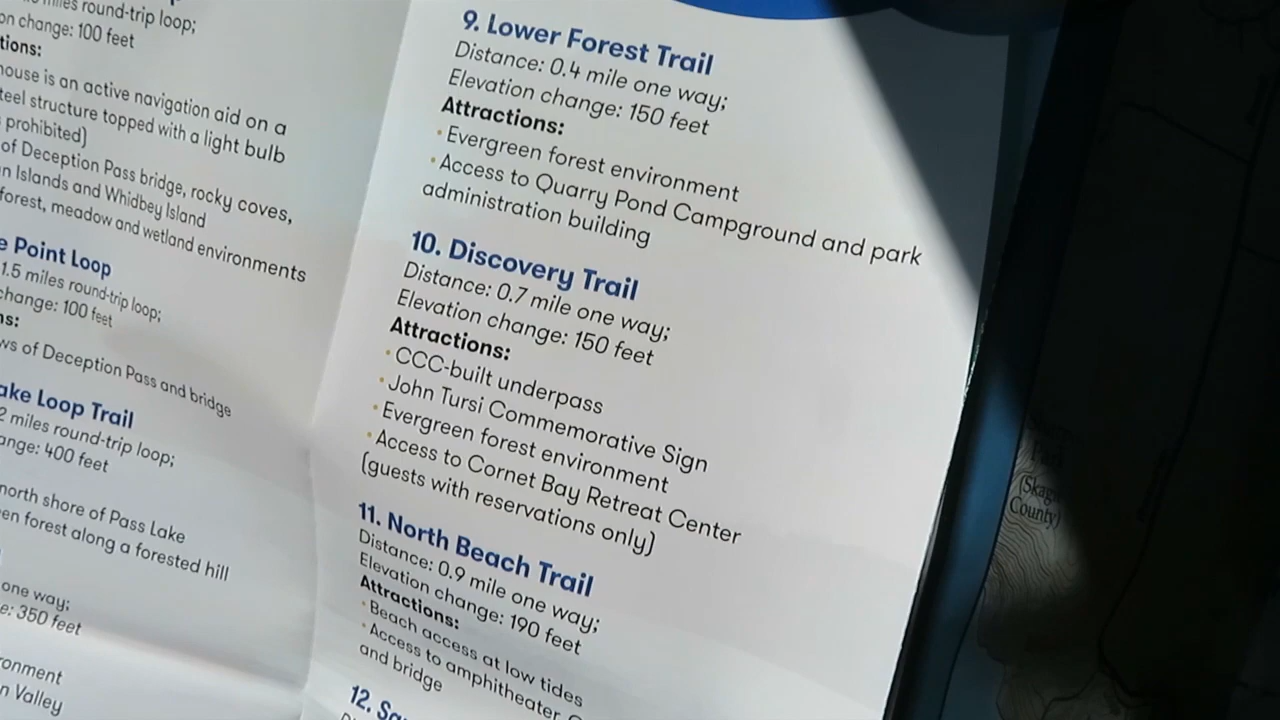 miles round-trip loop;
on change: 100 feet
tions:
house is an active navigation aid on a
teel structure topped with a light bulb
prohibited)
of Deception Pass bridge, rocky coves,
n Islands and Whidbey Island
forest, meadow and wetland environments
e Point Loop
1.5 miles round-trip loop;
change: 100 feet
ns:
ws of Deception Pass and bridge
ake Loop Trail
2 miles round-trip loop;
ange: 400 feet
north shore of Pass Lake
en forest along a forested hill
one way;
e: 350 feet
ronment
n Valley
9. Lower Forest Trail
Distance: 0.4 mile one way;
Elevation change: 150 feet
Attractions:
• Evergreen forest environment
• Access to Quarry Pond Campground and park
administration building
10. Discovery Trail
Distance: 0.7 mile one way;
Elevation change: 150 feet
Attractions:
• CCC-built underpass
• John Tursi Commemorative Sign
• Evergreen forest environment
• Access to Cornet Bay Retreat Center
(guests with reservations only)
11. North Beach Trail
Distance: 0.9 mile one way;
Elevation change: 190 feet
Attractions:
• Beach access at low tides
• Access to amphitheater,
and bridge
12.
(Skagit
County)